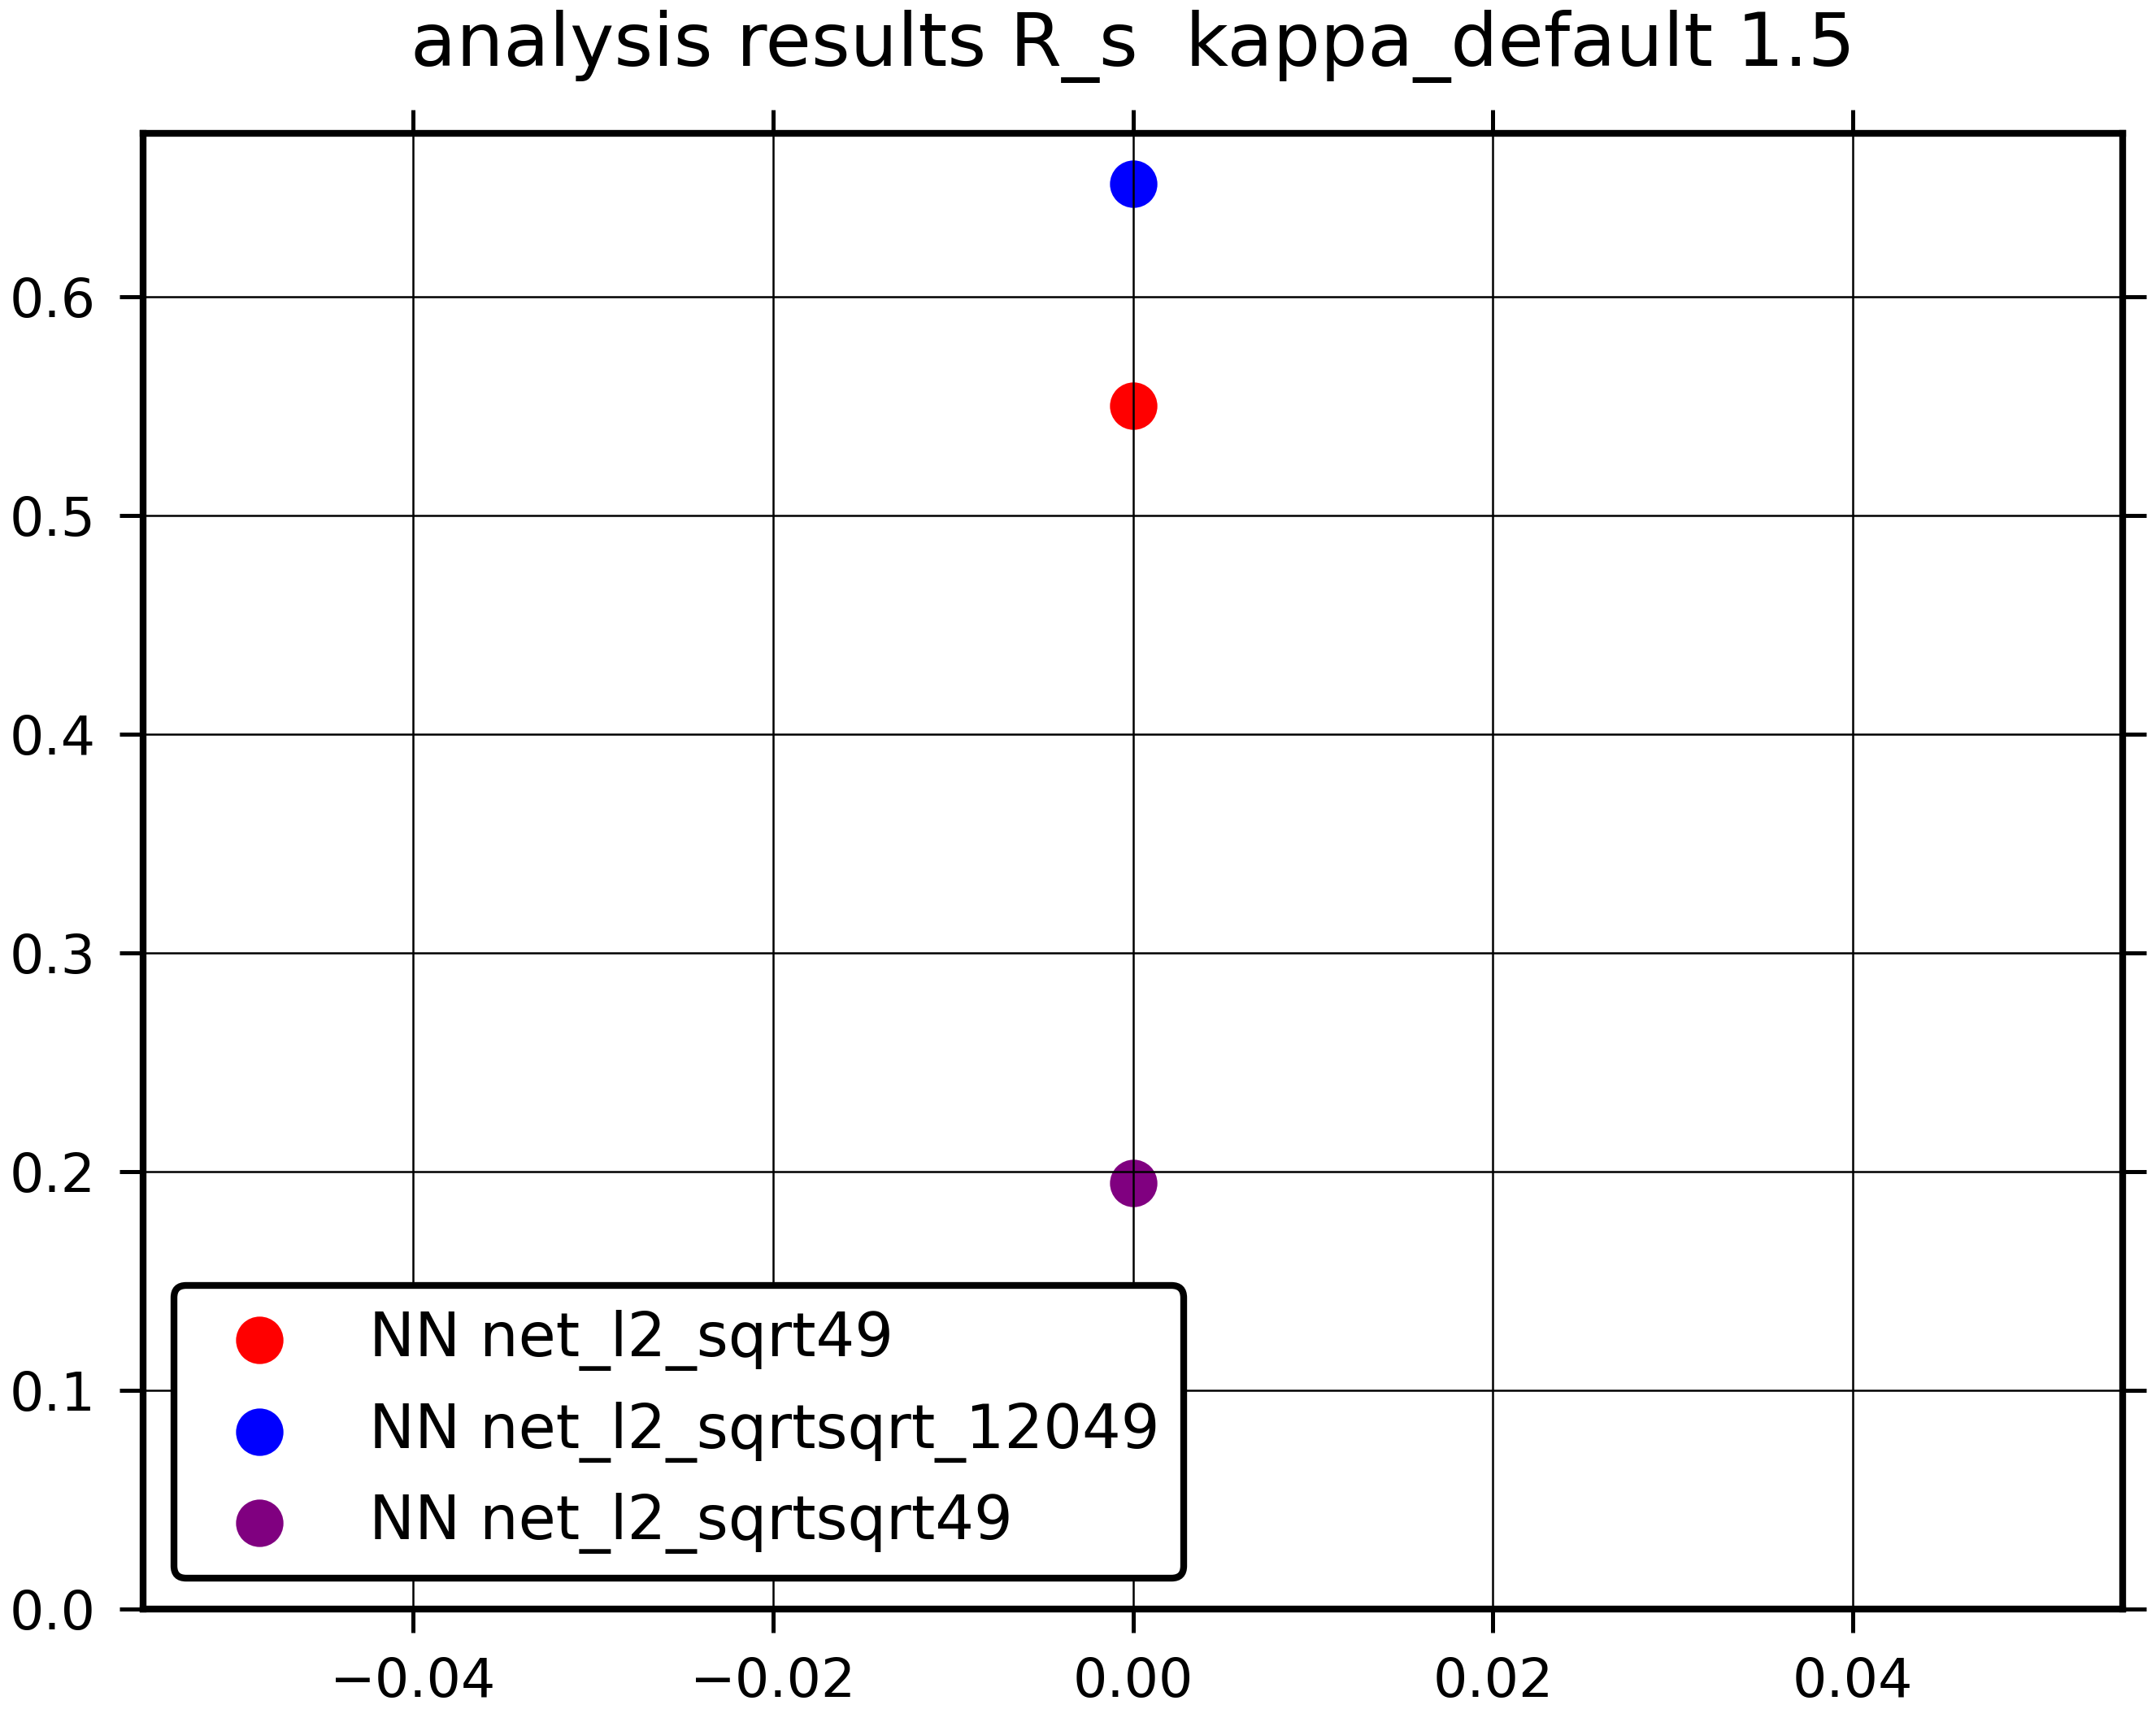 analysis results R_s  kappa_default 1.5
0.6
0.5
0.4
0.3
0.2
0.1
0.0
NN net_l2_sqrt49
NN net_l2_sqrtsqrt_12049
NN net_l2_sqrtsqrt49
−0.04 −0.02 0.00 0.02 0.04